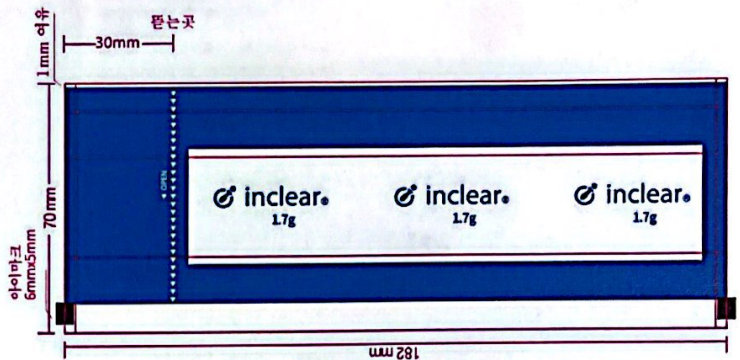 뜯는곳
30mm
1mm 여유
70mm
아이마크
6mmx5mm
◀ OPEN
inclear®
1.7g
inclear®
1.7g
inclear®
1.7g
182 mm